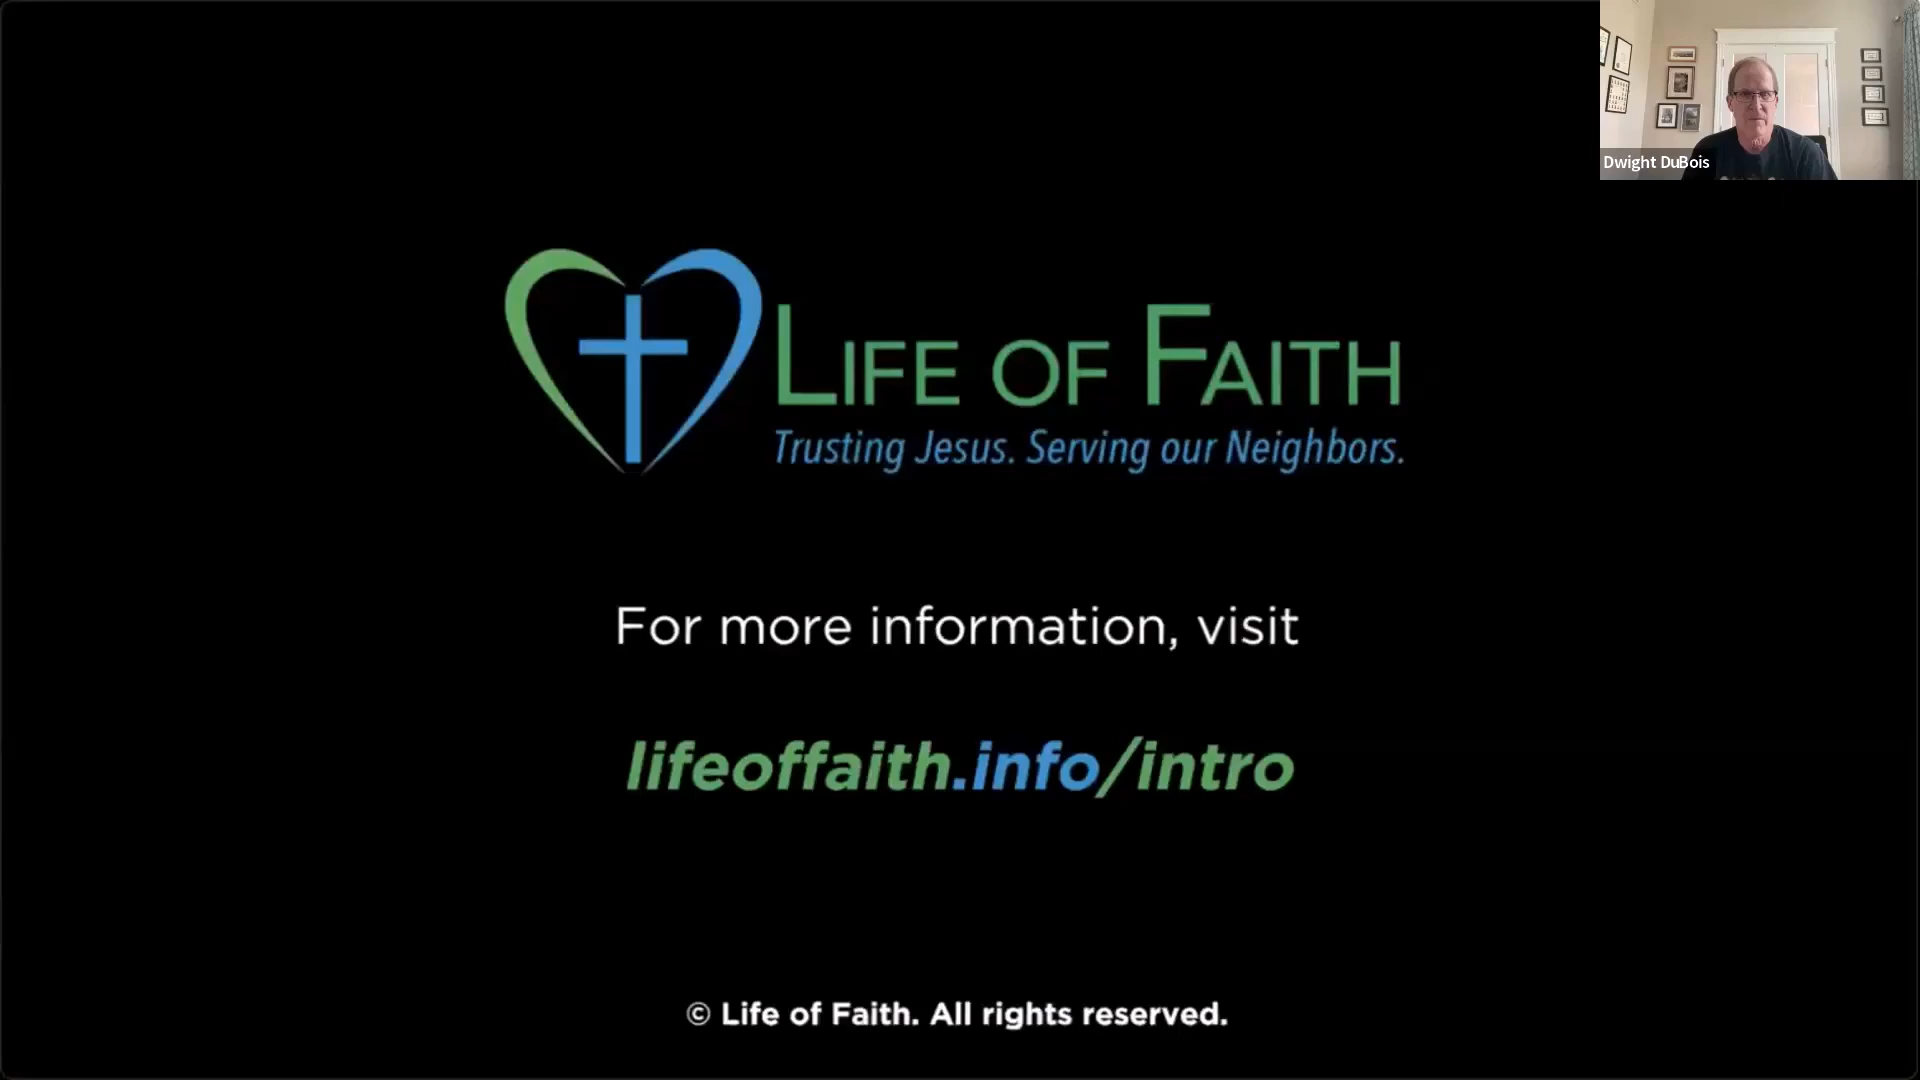 Dwight DuBois
LIFE OF FAITH
Trusting Jesus. Serving our Neighbors.
For more information, visit
lifeoffaith.info/intro
© Life of Faith. All rights reserved.